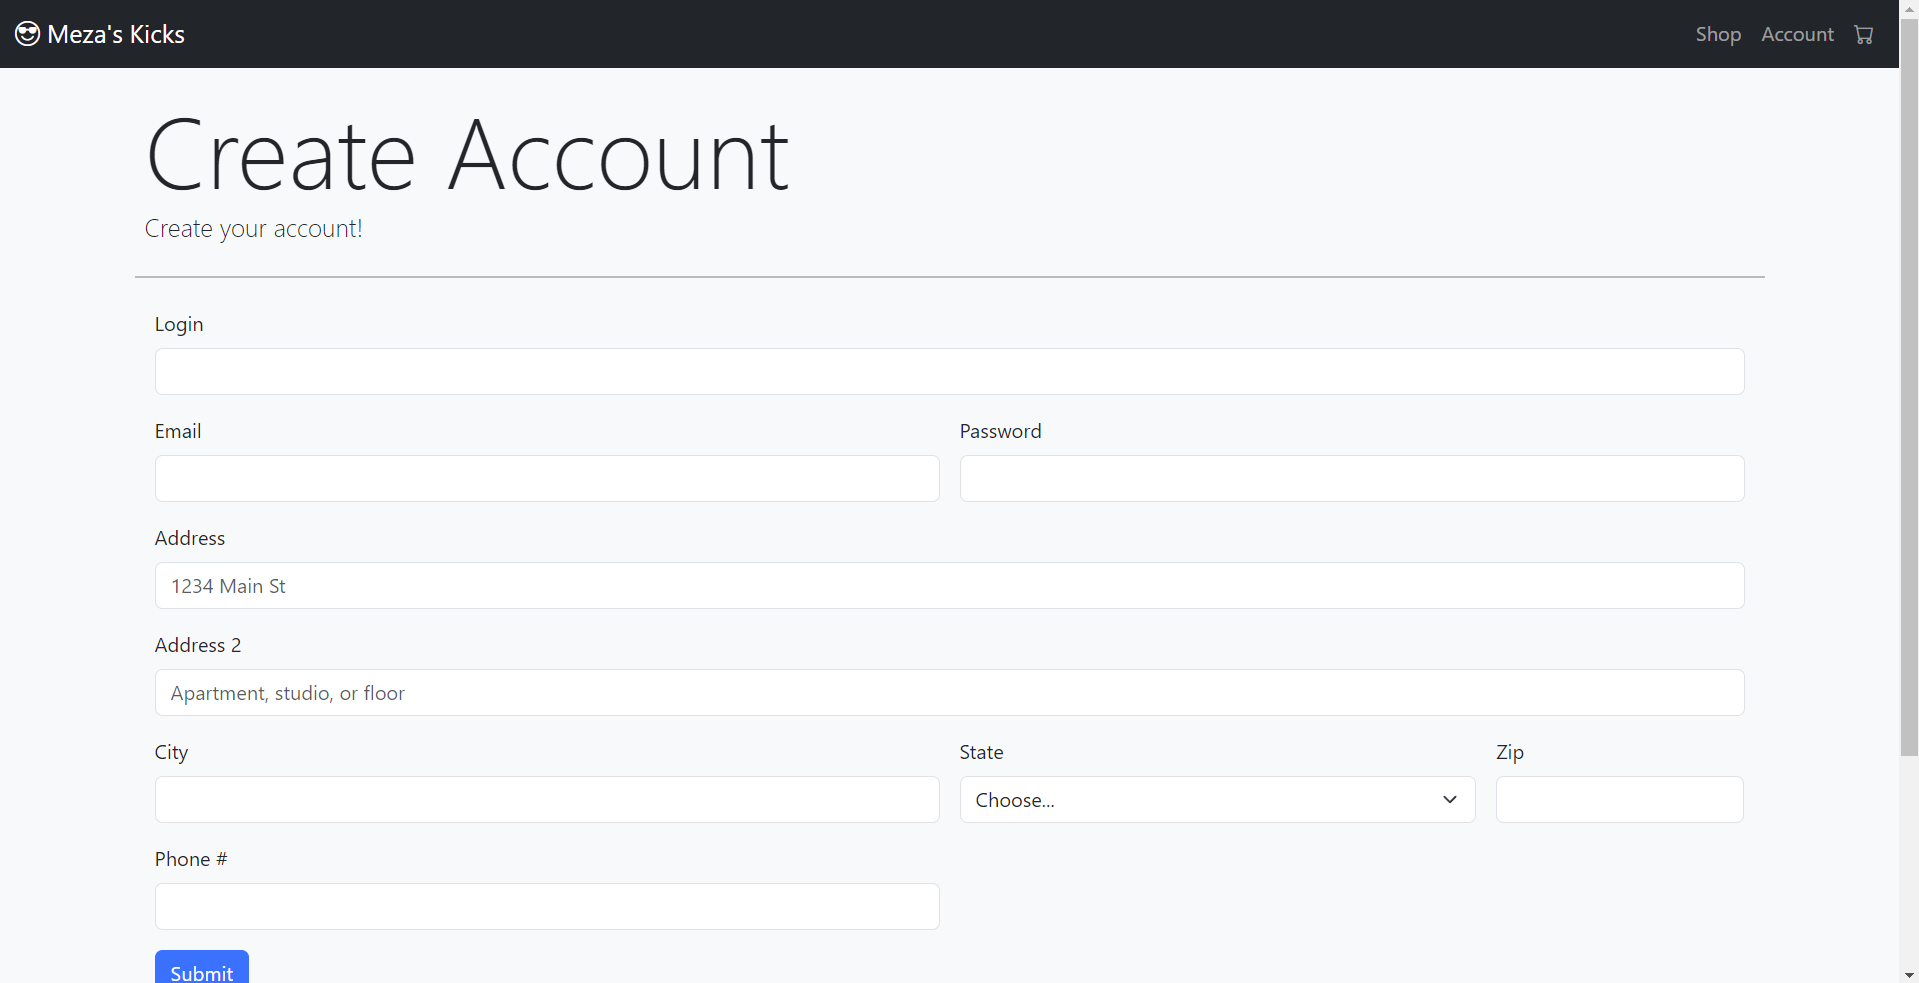 Meza's Kicks
Shop Account
Create Account
Create your account!
Login
Email Password
Address
1234 Main St
Address 2
Apartment, studio, or floor
City State Zip
Choose...
Phone #
Submit